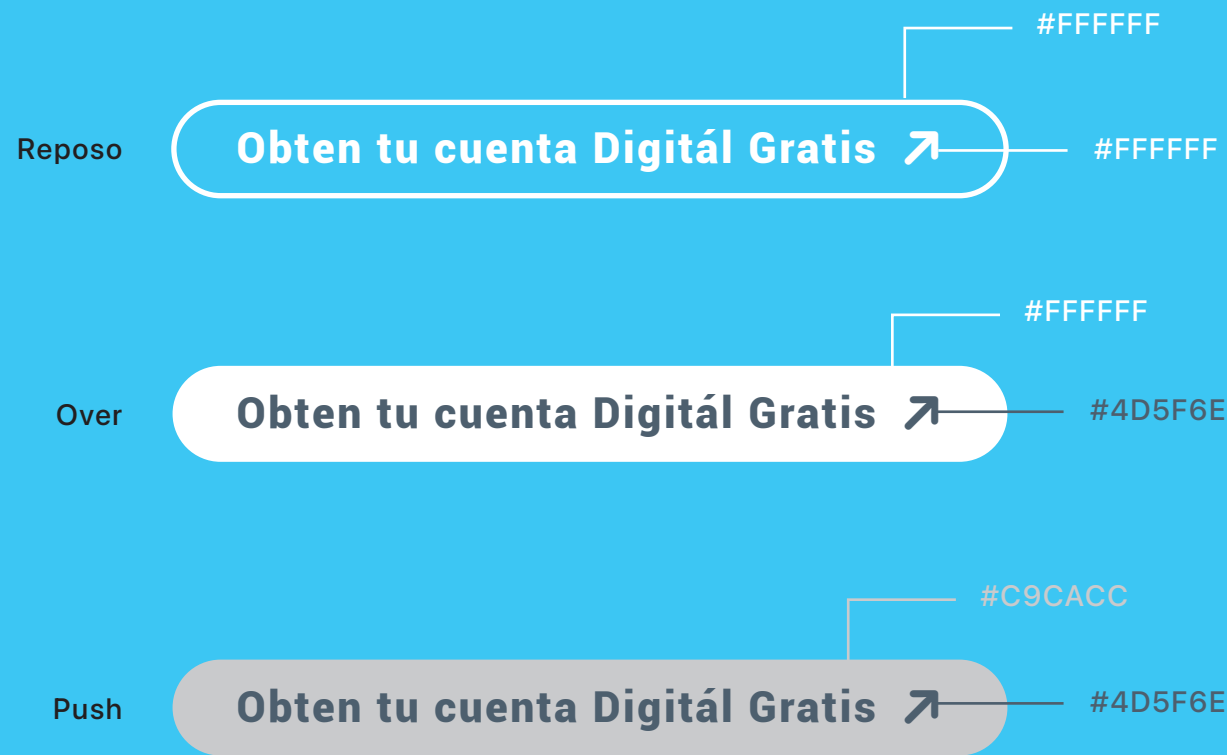 #FFFFFF
Reposo Obten tu cuenta Digitál Gratis #FFFFFF
#FFFFFF
Over Obten tu cuenta Digitál Gratis #4D5F6E
#C9CACC
Push Obten tu cuenta Digitál Gratis #4D5F6E